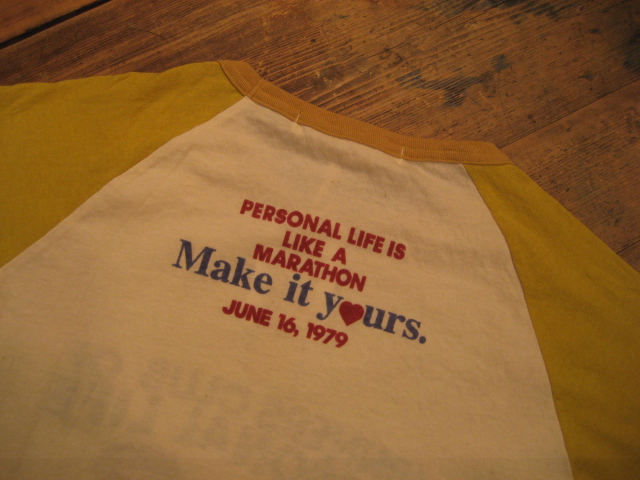 PERSONAL LIFE IS
LIKE A
MARATHON
Make it y♥urs.
JUNE 16, 1979